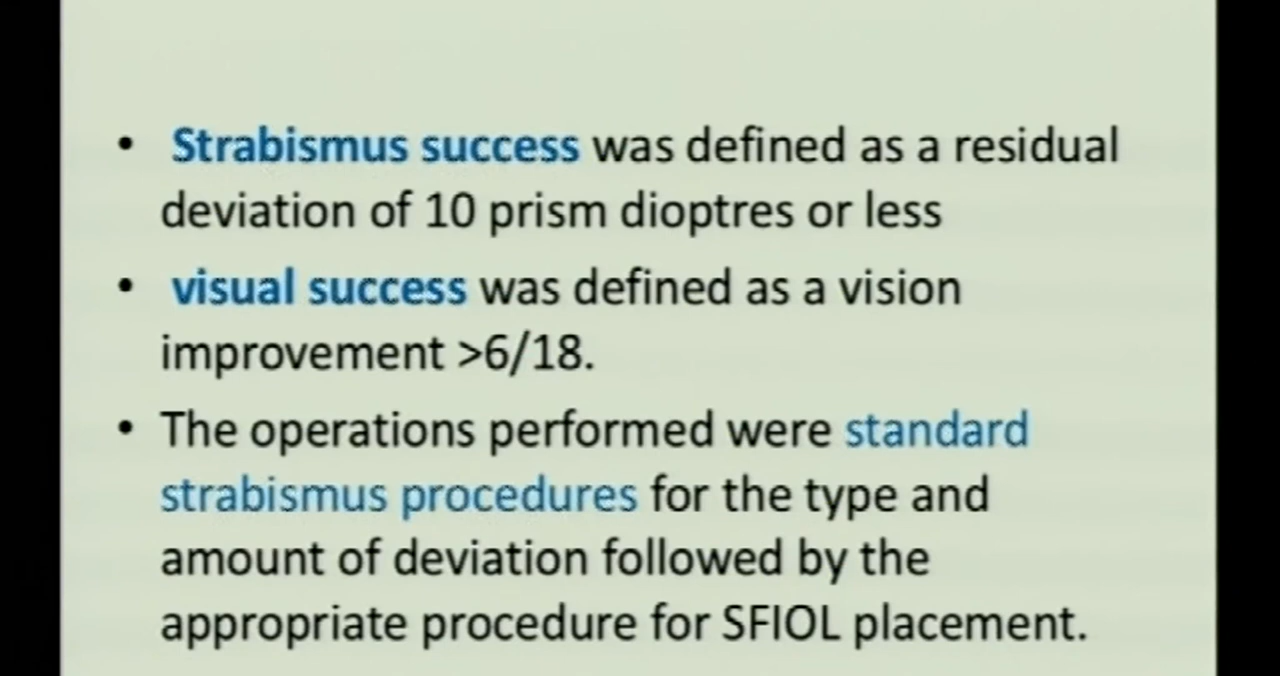 • Strabismus success was defined as a residual
deviation of 10 prism dioptres or less
• visual success was defined as a vision
improvement >6/18.
• The operations performed were standard
strabismus procedures for the type and
amount of deviation followed by the
appropriate procedure for SFIOL placement.